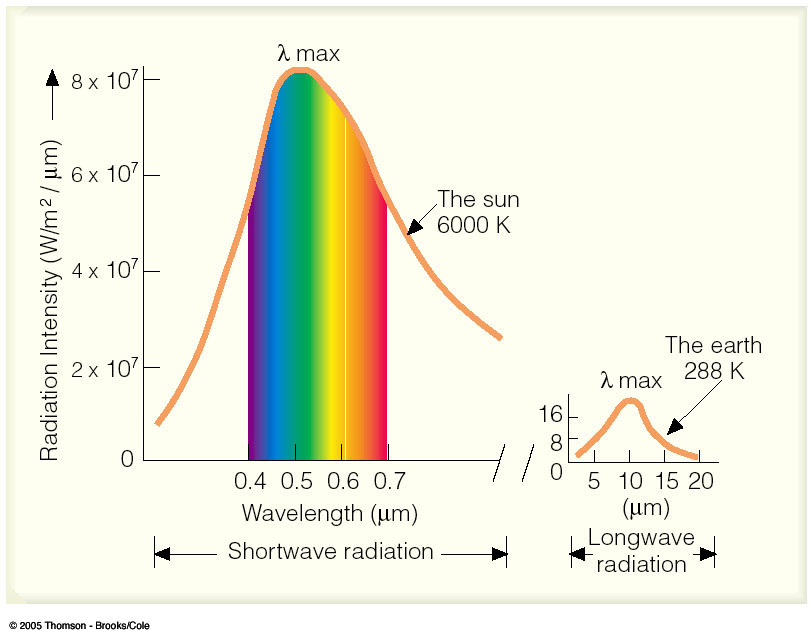 λ max
Radiation Intensity (W/m² / μm)
8 x 10⁷
6 x 10⁷
4 x 10⁷
2 x 10⁷
0
The sun
6000 K
0.4 0.5 0.6 0.7
Wavelength (μm)
Shortwave radiation
The earth
288 K
λ max
16
8
0
5 10 15 20
(μm)
Longwave
radiation
© 2005 Thomson - Brooks/Cole